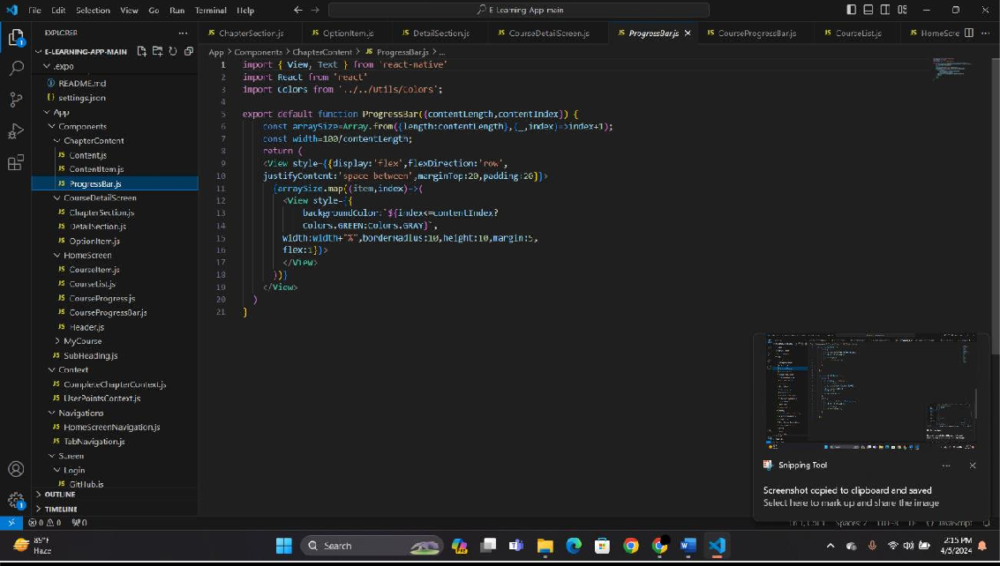 File Edit Selection View Go Run Terminal Help
E-Learning-App-main
EXPLORER
E-LEARNING-APP-MAIN
.expo
README.md
settings.json
App
Components
ChapterContent
Content.js
ContentItem.js
ProgressBar.js
CourseDetailScreen
ChapterSection.js
DetailSection.js
OptionItem.js
HomeScreen
CourseItem.js
CourseList.js
CourseProgress.js
CourseProgressBar.js
Header.js
MyCourse
SubHeading.js
Context
CompleteChapterContext.js
UserPointsContext.js
Navigations
HomeScreenNavigation.js
TabNavigation.js
Screen
Login
GitHub.js
OUTLINE
TIMELINE
JS ChapterSection.js JS OptionItem.js JS DetailSection.js JS CourseDetailScreen.js JS ProgressBar.js JS CourseProgressBar.js JS CourseList.js JS HomeScre
App > Components > ChapterContent > JS ProgressBar.js > ...
1 import { View, Text } from 'react-native'
2 import React from 'react'
3 import Colors from '../../Utils/Colors';
4
5 export default function ProgressBar({contentLength,contentIndex}) {
6 const arraySize=Array.from({length:contentLength},(_,index)=>index+1);
7 const width=100/contentLength;
8 return (
9 <View style={{display:'flex',flexDirection:'row',
10 justifyContent:'space-between',marginTop:20,padding:20}}>
11 {arraySize.map((item,index)=>(
12 <View style={{
13 backgroundColor:`${index<=contentIndex?
14 Colors.GREEN:Colors.GRAY}`,
15 width:width+"%",borderRadius:10,height:10,margin:5,
16 flex:1}}>
17 </View>
18 ))}
19 </View>
20 )
21 }
Snipping Tool
Screenshot copied to clipboard and saved
Select here to mark up and share the image
0 0 0
Ln 1, Col 1 Spaces: 2 UTF-8 JavaScript
89°F
Haze
Search
2:15 PM
4/5/2024